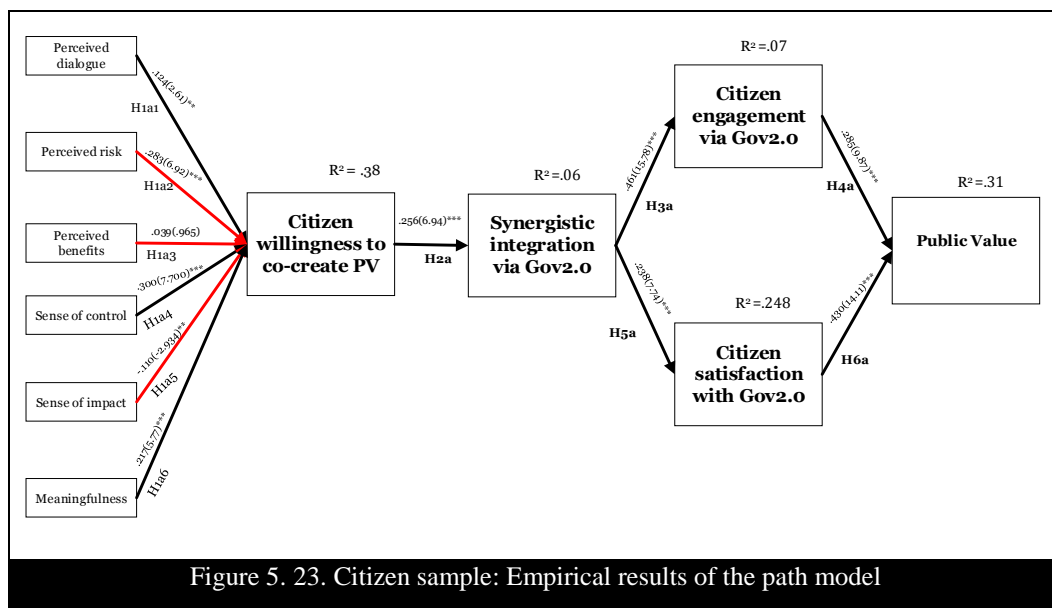 Perceived
dialogue
.124(2.61)**
H1a1
Perceived risk
.283(6.92)***
H1a2
Perceived
benefits
.039(.965)
H1a3
Sense of control
.300(7.700)***
H1a4
Sense of impact
-.110(-2.934)**
H1a5
Meaningfulness
.217(5.77)***
H1a6
R² = .38
Citizen
willingness to
co-create PV
.256(6.94)***
H2a
R² =.06
Synergistic
integration
via Gov2.0
.461(15.78)***
H3a
.238(7.74)***
H5a
R² =.07
Citizen
engagement
via Gov2.0
.285(9.87)***
H4a
R² =.248
Citizen
satisfaction
with Gov2.0
.430(14.11)***
H6a
R² =.31
Public Value
Figure 5. 23. Citizen sample: Empirical results of the path model